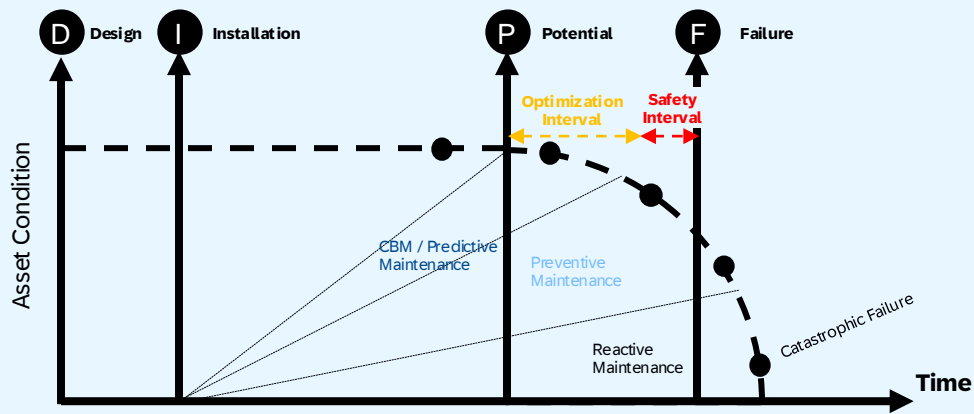 D Design
I Installation
P Potential
F Failure
Optimization
Interval
Safety
Interval
Asset Condition
CBM / Predictive
Maintenance
Preventive
Maintenance
Reactive
Maintenance
Catastrophic Failure
Time